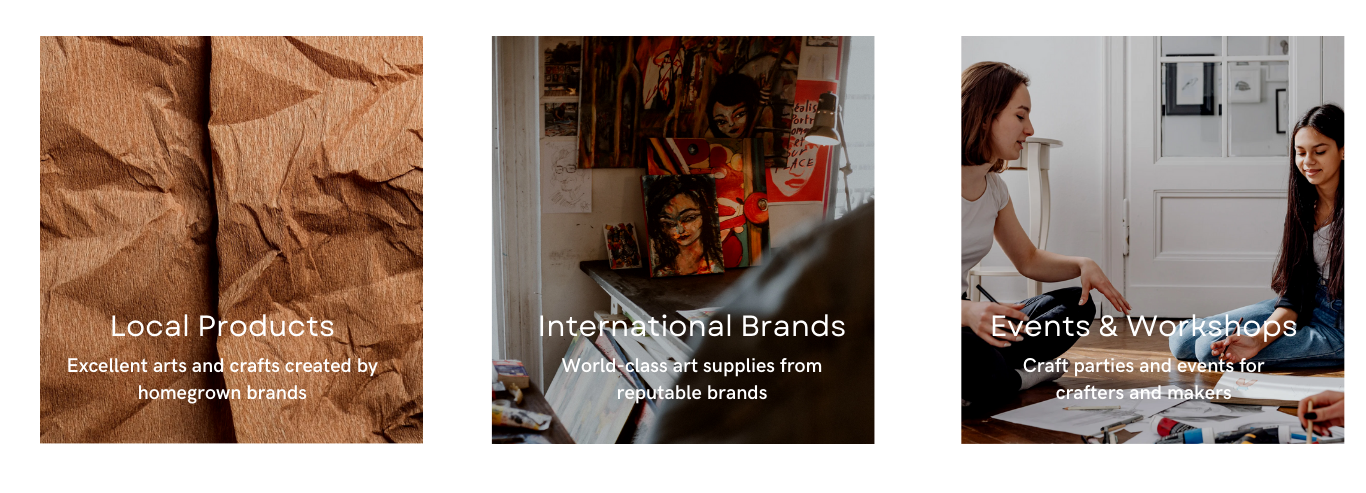 Local Products
Excellent arts and crafts created by
homegrown brands
International Brands
World-class art supplies from
reputable brands
Events & Workshops
Craft parties and events for
crafters and makers